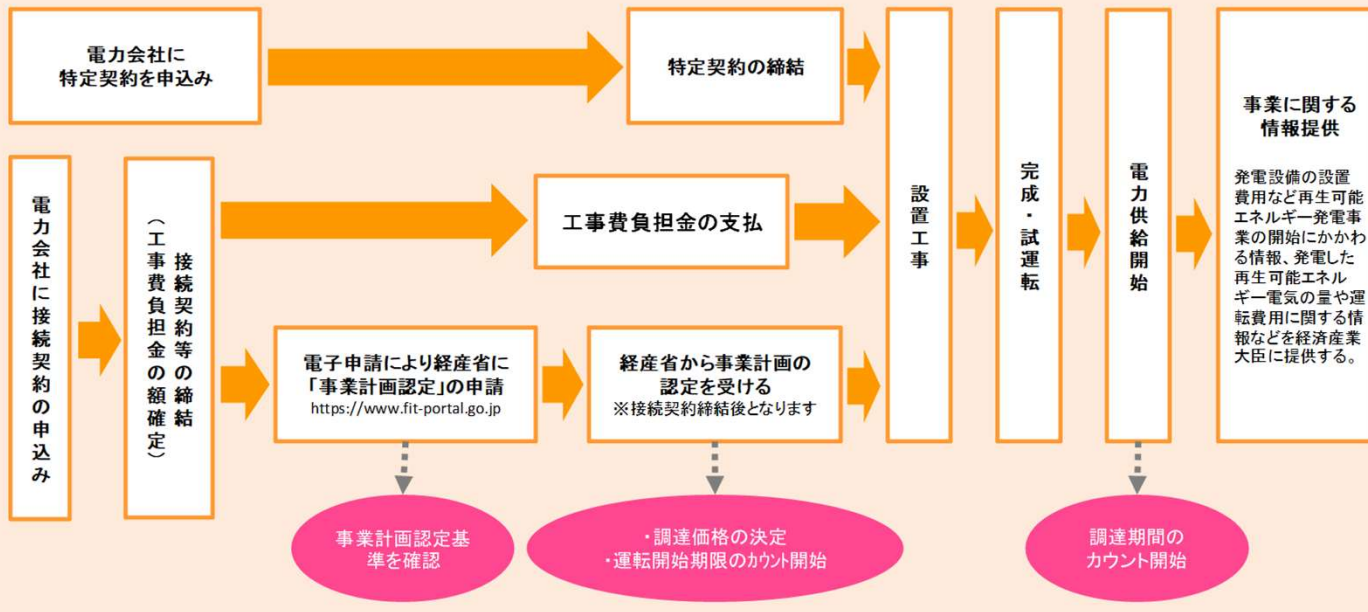 電力会社に
特定契約を申込み
特定契約の締結
電力会社に接続契約の申込み
接続契約等の締結
（工事費負担金の額確定）
工事費負担金の支払
電子申請により経産省に
「事業計画認定」の申請
https://www.fit-portal.go.jp
経産省から事業計画の
認定を受ける
※接続契約締結後となります
設置工事
完成・試運転
電力供給開始
事業に関する
情報提供
発電設備の設置
費用など再生可能
エネルギー発電事
業の開始にかかわ
る情報、発電した
再生可能エネル
ギー電気の量や運
転費用に関する情
報などを経済産業
大臣に提供する。
事業計画認定基
準を確認
・調達価格の決定
・運転開始期限のカウント開始
調達期間の
カウント開始